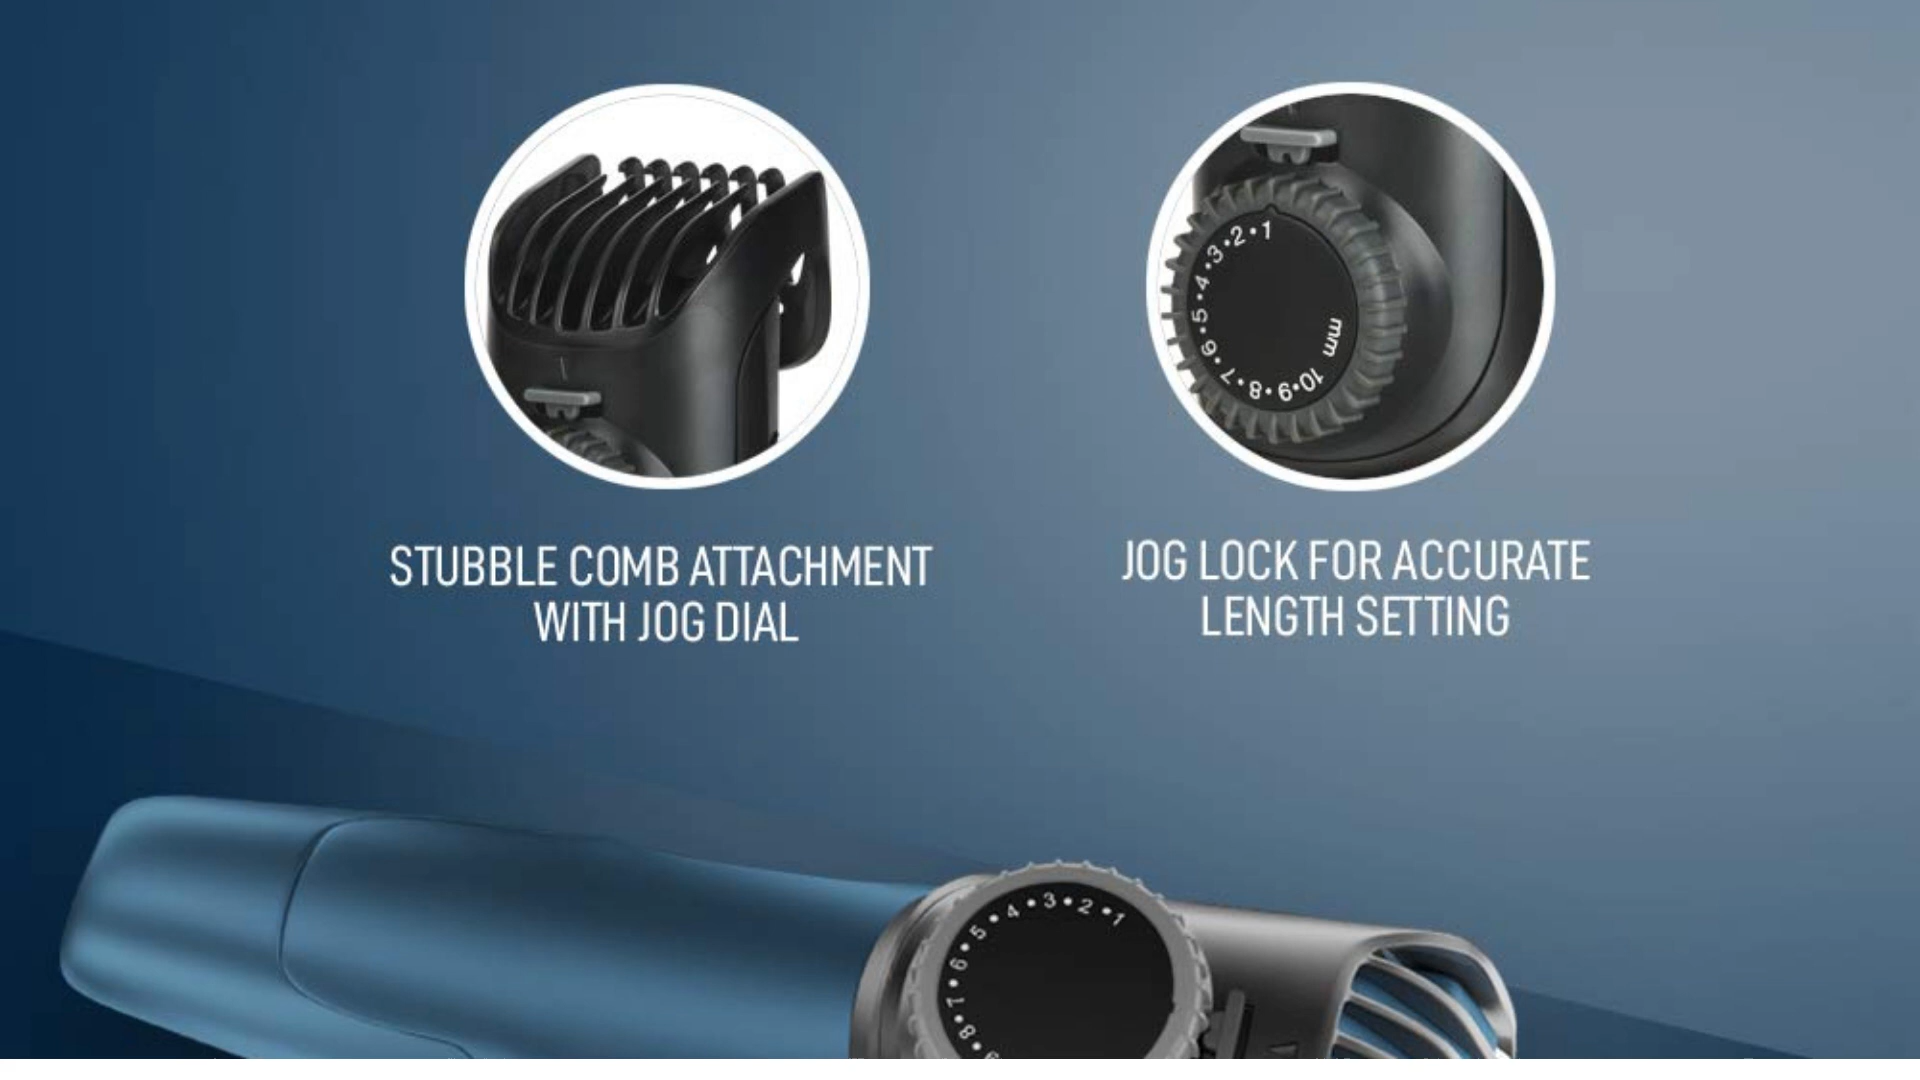 1•2•3•4•5•6•7•8•9•10 mm
STUBBLE COMB ATTACHMENT
WITH JOG DIAL
JOG LOCK FOR ACCURATE
LENGTH SETTING
1•2•3•4•5•6•7•8•9